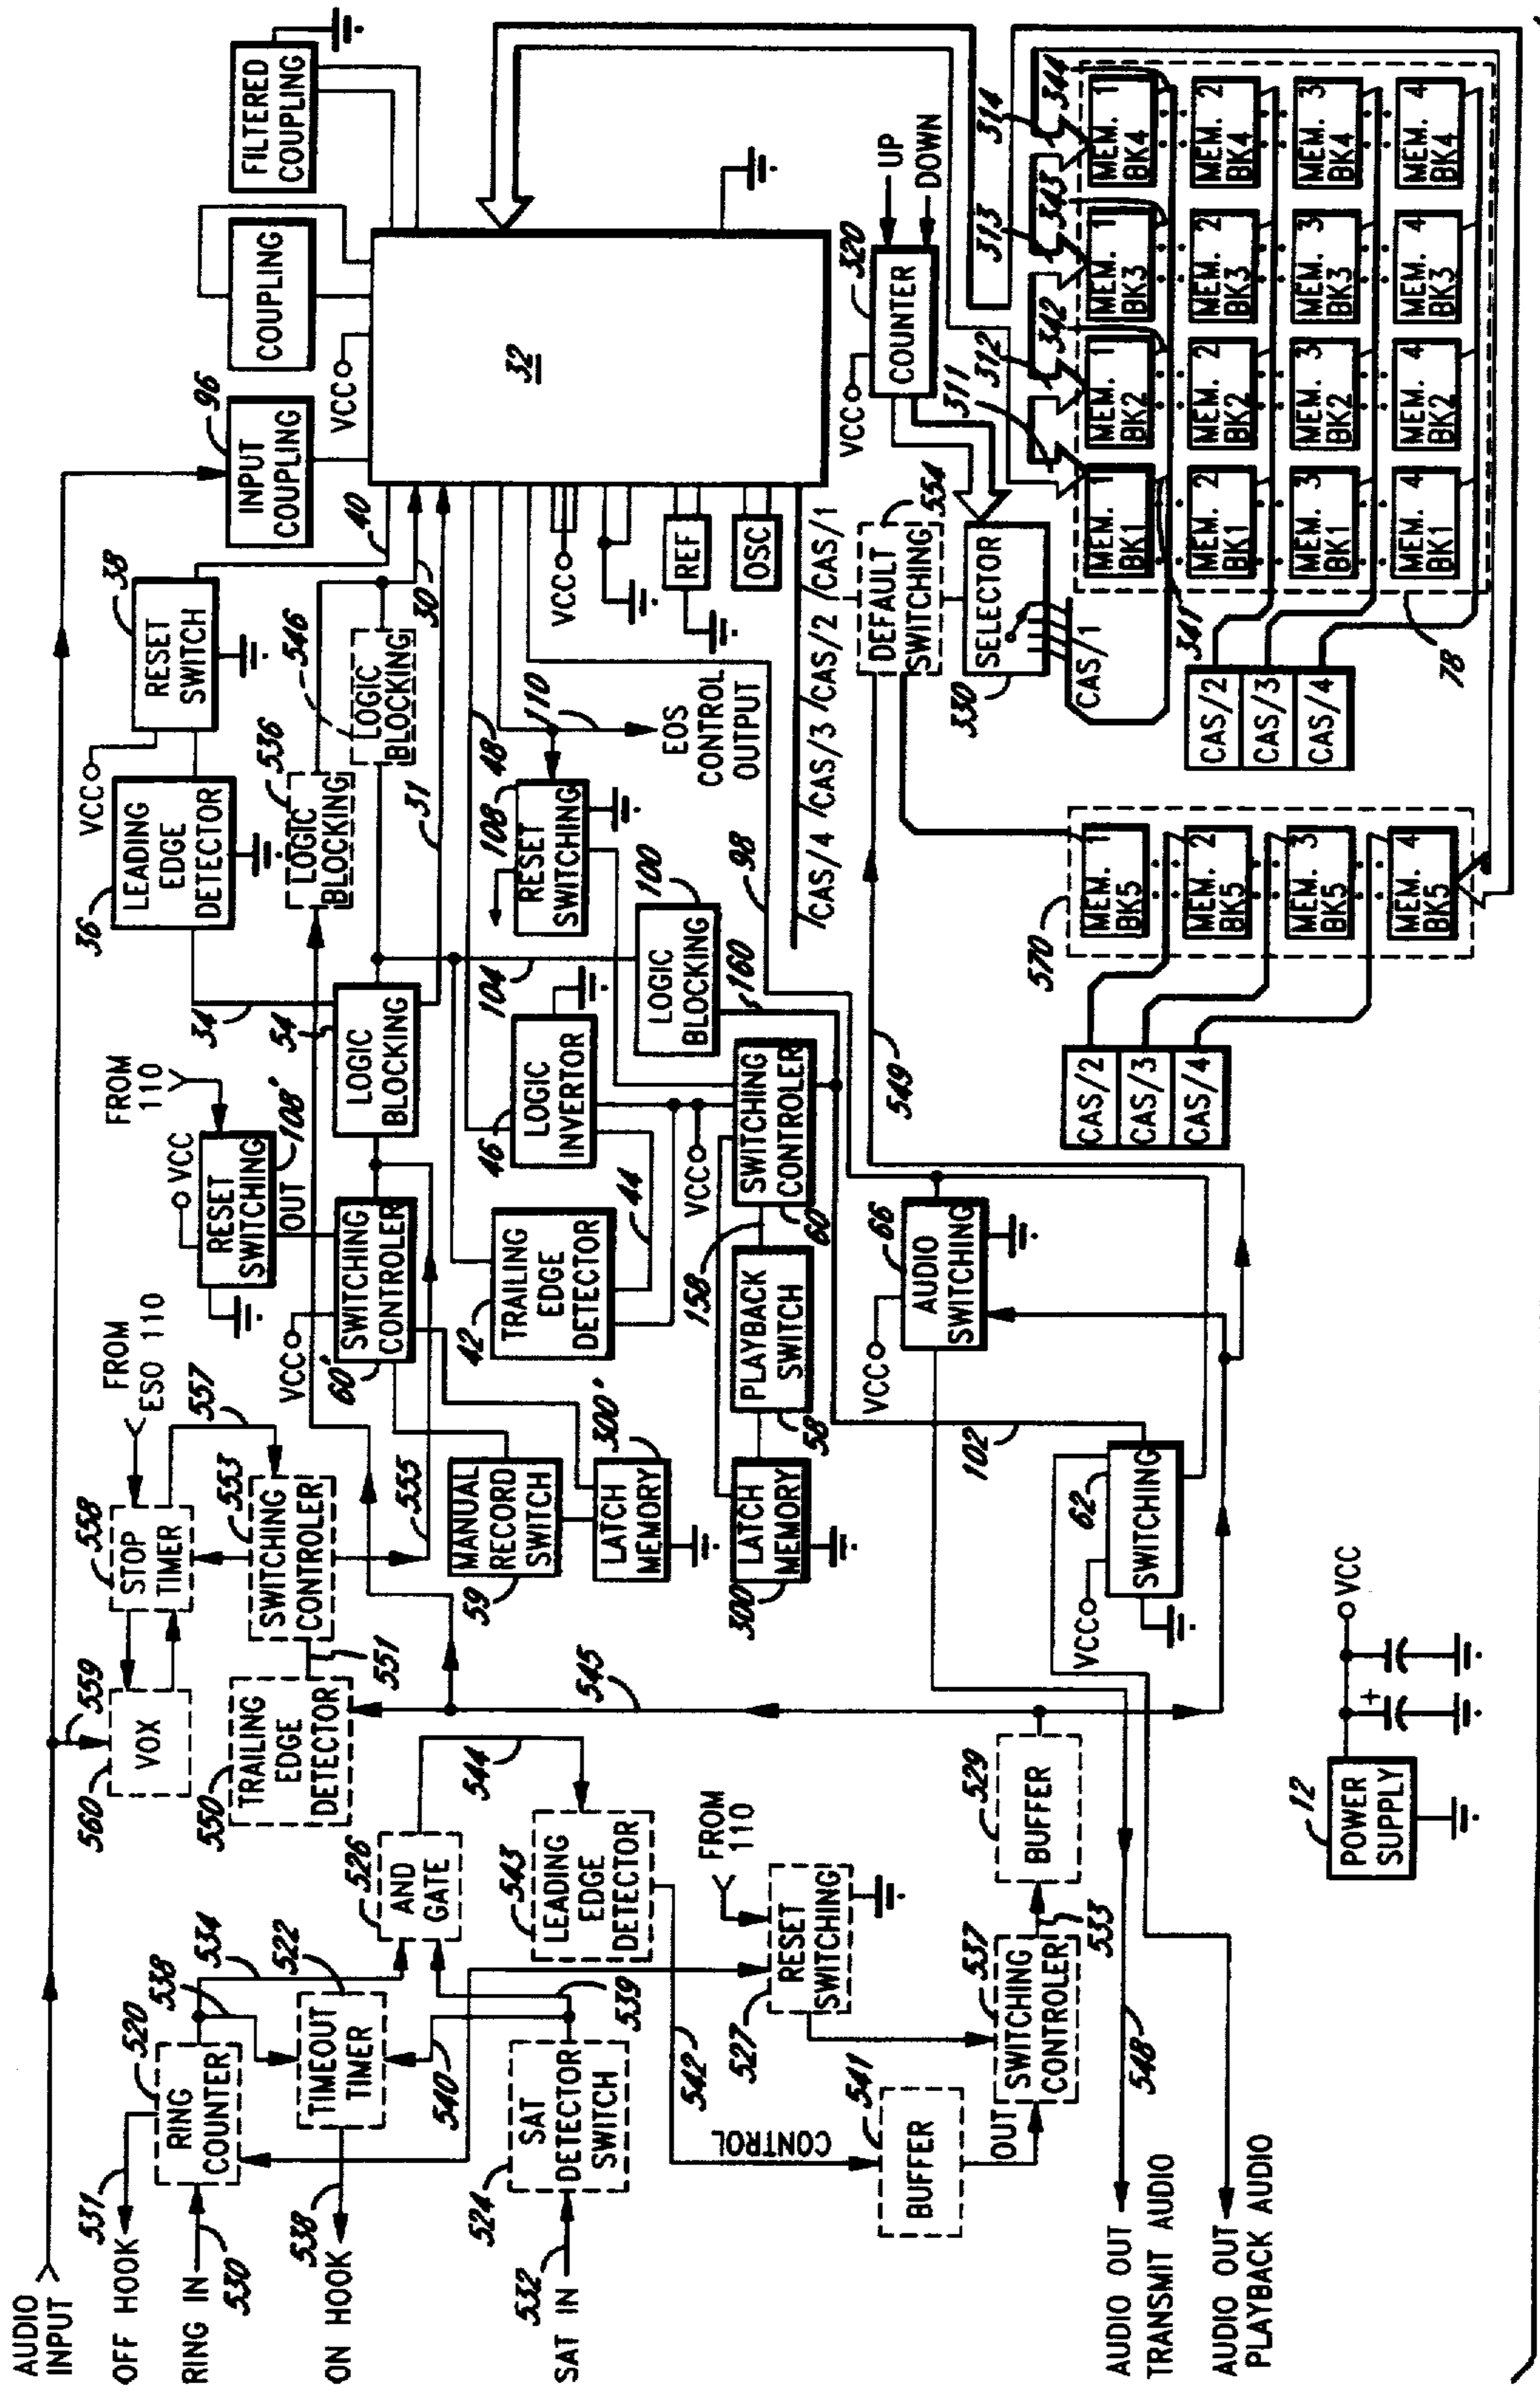 AUDIO
INPUT
OFF HOOK
531
RING IN
530
ON HOOK
538
SAT IN
532
RING
COUNTER
520
534
538
TIMEOUT
TIMER
522
540
SAT
DETECTOR
SWITCH
524
539
AND
GATE
526
544
LEADING
EDGE
DETECTOR
543
542
CONTROL
FROM
110
RESET
SWITCHING
527
BUFFER
541
OUT
SWITCHING
CONTROLER
537
533
BUFFER
529
545
548
AUDIO OUT
TRANSMIT AUDIO
AUDIO OUT
PLAYBACK AUDIO
VOX
560
559
STOP
TIMER
558
FROM
ESO 110
557
TRAILING
EDGE
DETECTOR
550
551
SWITCHING
CONTROLER
553
555
FROM
110
RESET
SWITCHING
108'
VCC
OUT
SWITCHING
CONTROLER
60'
VCC
MANUAL
RECORD
SWITCH
59
LATCH
MEMORY
300'
LATCH
MEMORY
300
PLAYBACK
SWITCH
58
158
SWITCHING
CONTROLER
60
VCC
TRAILING
EDGE
DETECTOR
42
44
LOGIC
INVERTOR
46
LOGIC
BLOCKING
54
34
LEADING
EDGE
DETECTOR
36
VCC
RESET
SWITCH
38
40
LOGIC
BLOCKING
536
LOGIC
BLOCKING
546
30
31
48
104
LOGIC
BLOCKING
100
160
RESET
SWITCHING
108
110
EOS
CONTROL
OUTPUT
98
102
SWITCHING
62
VCC
AUDIO
SWITCHING
66
VCC
549
POWER
SUPPLY
12
+
VCC
INPUT
COUPLING
96
COUPLING
VCC
FILTERED
COUPLING
32
VCC
REF
OSC
CAS/4
CAS/3
CAS/2
CAS/1
DEFAULT
SWITCHING
554
SELECTOR
330
CAS/1
COUNTER
320
VCC
UP
DOWN
311
312
313
314
341
342
343
344
MEM. 1
BK1
MEM. 1
BK2
MEM. 1
BK3
MEM. 1
BK4
MEM. 2
BK1
MEM. 2
BK2
MEM. 2
BK3
MEM. 2
BK4
MEM. 3
BK1
MEM. 3
BK2
MEM. 3
BK3
MEM. 3
BK4
MEM. 4
BK1
MEM. 4
BK2
MEM. 4
BK3
MEM. 4
BK4
78
CAS/2
CAS/3
CAS/4
570
MEM. 1
BK5
MEM. 2
BK5
MEM. 3
BK5
MEM. 4
BK5
CAS/2
CAS/3
CAS/4